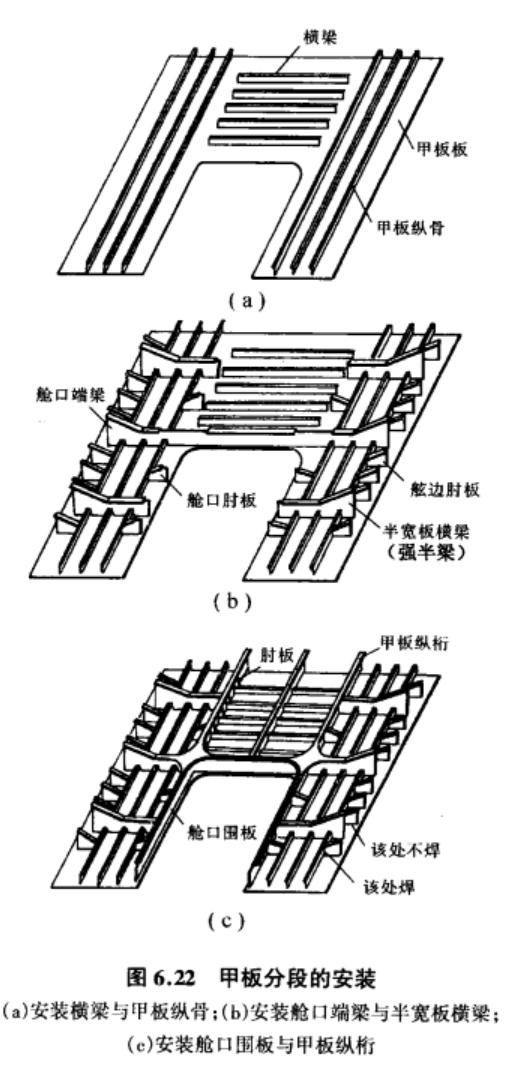 横梁
甲板板
甲板纵骨
(a)
舱口端梁
舱口肘板
舷边肘板
半宽板横梁
(强半梁)
(b)
肘板
甲板纵桁
舱口围板
该处不焊
该处焊
(c)
图 6.22 甲板分段的安装
(a)安装横梁与甲板纵骨;(b)安装舱口端梁与半宽板横梁;
(c)安装舱口围板与甲板纵桁